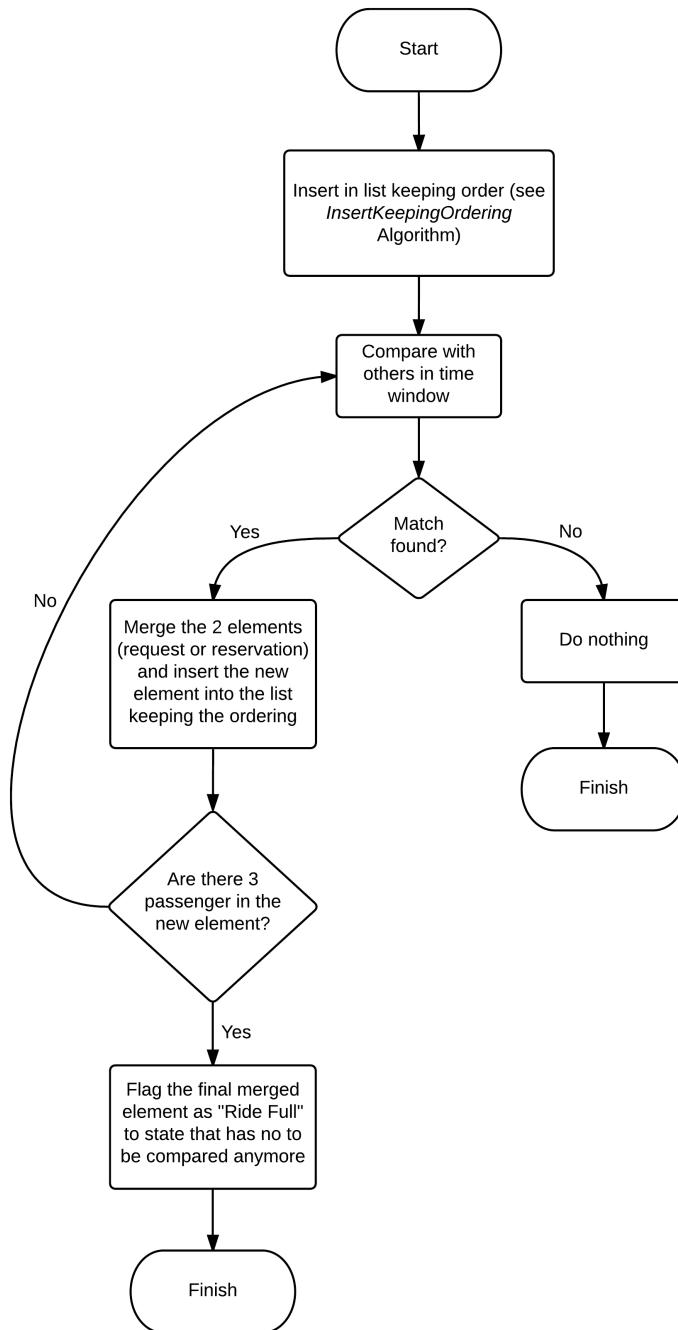 Start
Insert in list keeping order (see
InsertKeepingOrdering
Algorithm)
Compare with
others in time
window
Match
found?
Yes
No
No
Merge the 2 elements
(request or reservation)
and insert the new
element into the list
keeping the ordering
Do nothing
Finish
Are there 3
passenger in the
new element?
Yes
Flag the final merged
element as "Ride Full"
to state that has no to
be compared anymore
Finish